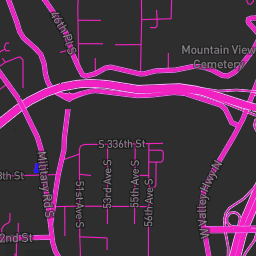 46th Pl S
Mountain View
Cemetery
S 336th St
Military Rd S
8th St
51st Ave S
53rd Ave S
55th Ave S
56th Ave S
W Valley Hwy N
2nd St